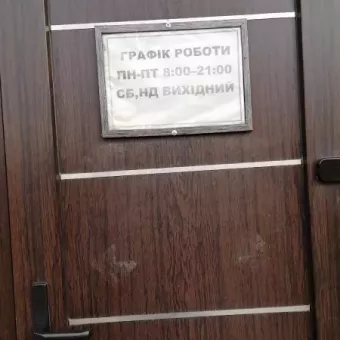 ГРАФІК РОБОТИ
ПН-ПТ 8:00-21:00
СБ,НД ВИХІДНИЙ